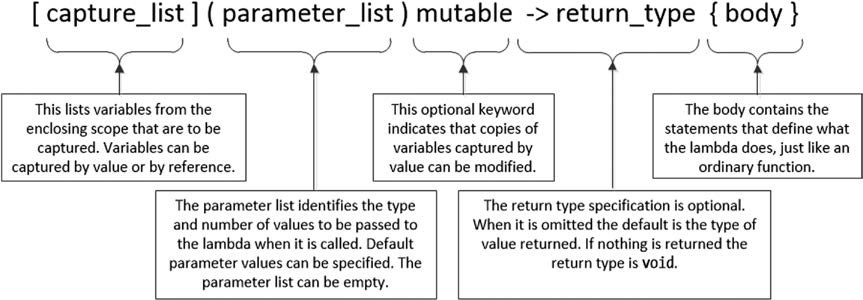 [ capture_list ] ( parameter_list ) mutable -> return_type { body }
This lists variables from the
enclosing scope that are to be
captured. Variables can be
captured by value or by reference.
This optional keyword
indicates that copies of
variables captured by
value can be modified.
The body contains the
statements that define what
the lambda does, just like an
ordinary function.
The parameter list identifies the type
and number of values to be passed to
the lambda when it is called. Default
parameter values can be specified. The
parameter list can be empty.
The return type specification is optional.
When it is omitted the default is the type of
value returned. If nothing is returned the
return type is void.